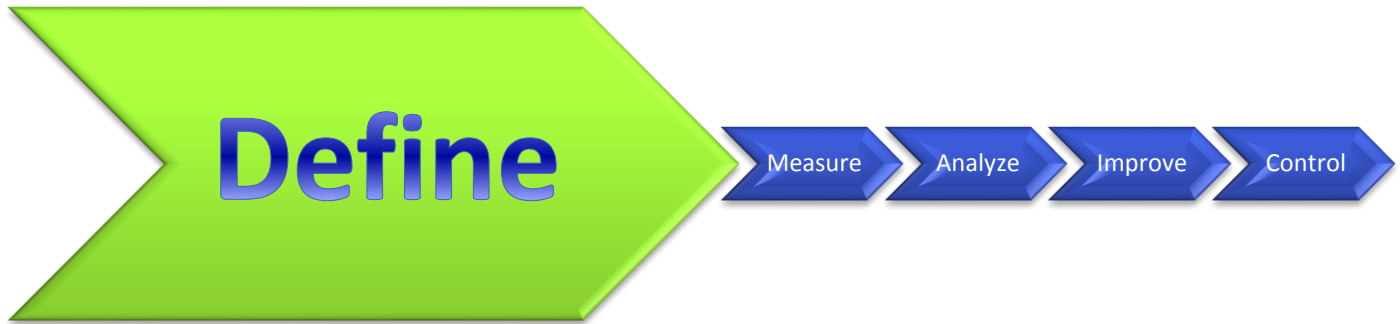 Define
Measure
Analyze
Improve
Control